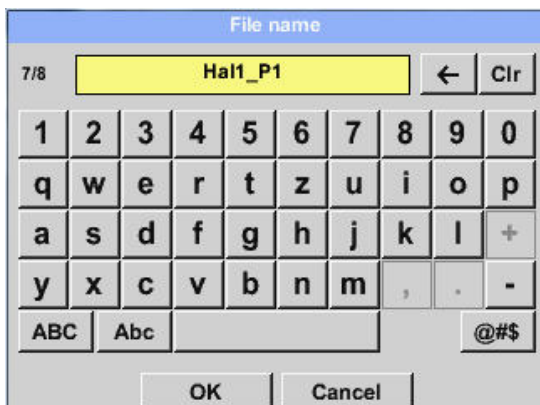 File name
7/8 Hal1_P1 ← Clr
1 2 3 4 5 6 7 8 9 0
q w e r t z u i o p
a s d f g h j k l +
y x c v b n m , . -
ABC Abc @#$
OK Cancel